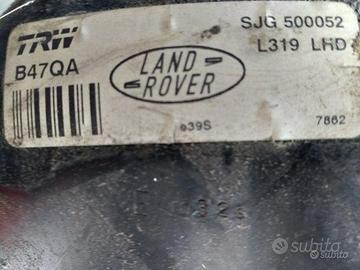 TRW
SJG 500052
B47QA
L319 LHD
LAND
ROVER
7862
subito